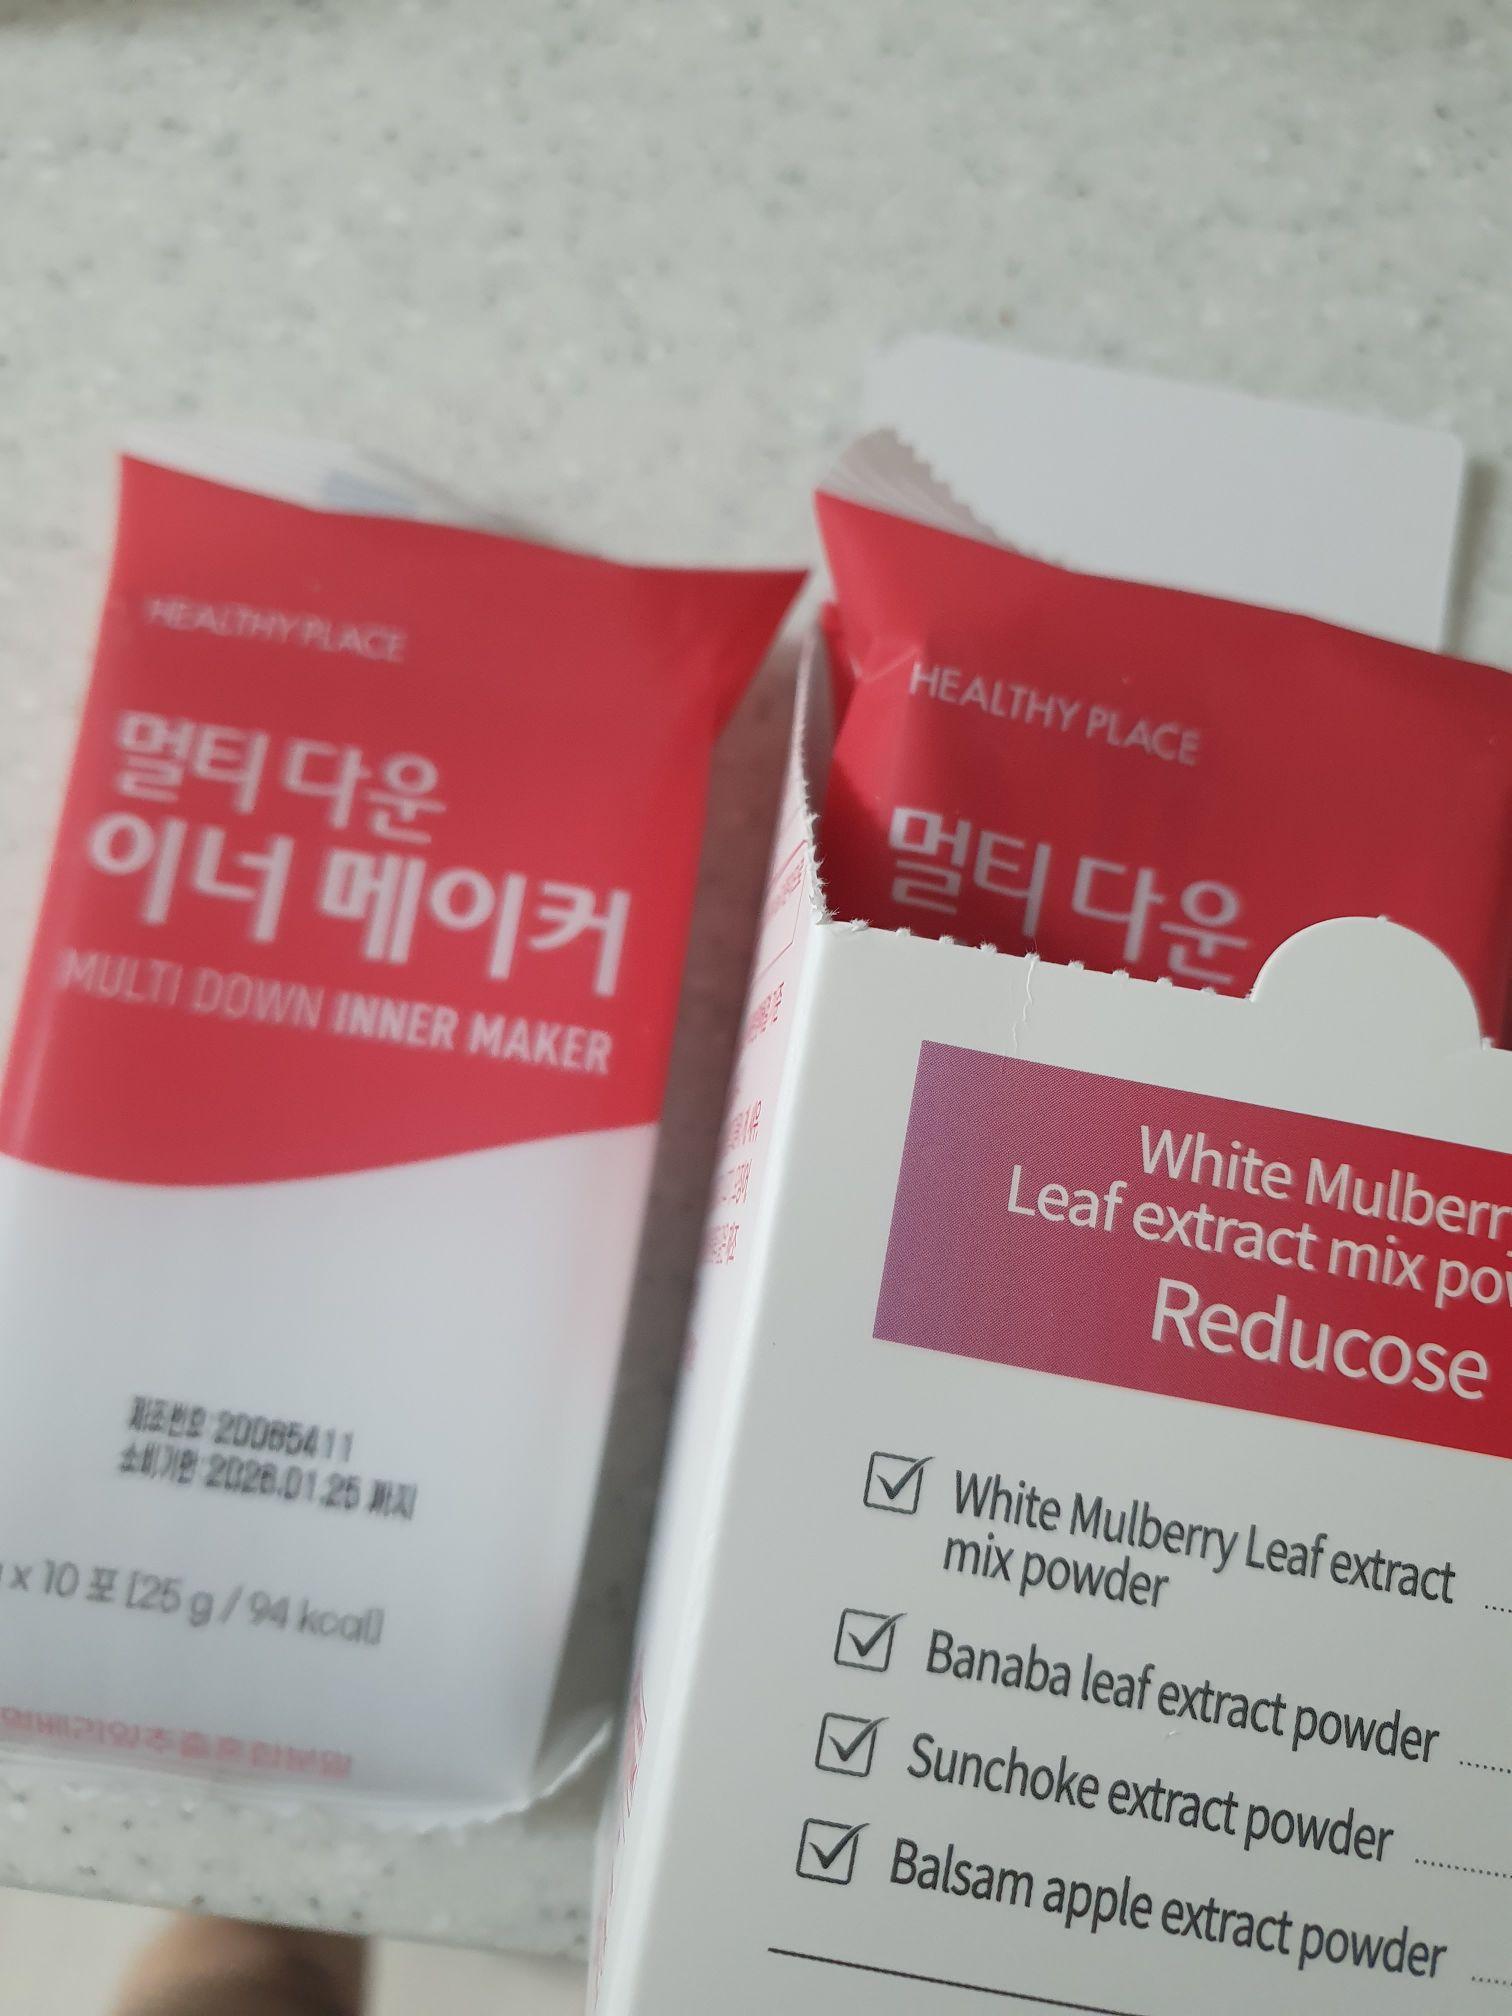 HEALTHY PLACE
멀티 다운
이너 메이커
MULTI DOWN INNER MAKER
제조번호:20085411
소비기한:2026.01.25 까지
x 10 포 [25 g / 94 kcal]
HEALTHY PLACE
멀티 다운
White Mulberry
Leaf extract mix
Reducose
White Mulberry Leaf extract
mix powder
Banaba leaf extract powder
Sunchoke extract powder
Balsam apple extract powder